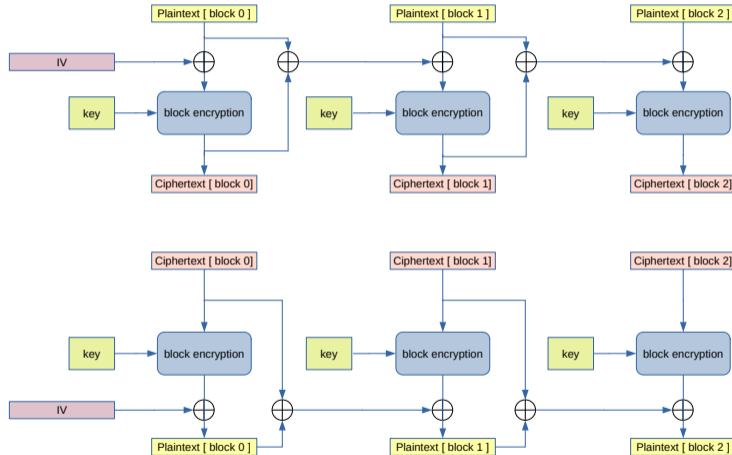 Plaintext [ block 0 ]
Plaintext [ block 1 ]
Plaintext [ block 2 ]
IV
key
block encryption
key
block encryption
key
block encryption
Ciphertext [ block 0]
Ciphertext [ block 1]
Ciphertext [ block 2]
Ciphertext [ block 0]
Ciphertext [ block 1]
Ciphertext [ block 2]
key
block encryption
key
block encryption
key
block encryption
IV
Plaintext [ block 0 ]
Plaintext [ block 1 ]
Plaintext [ block 2 ]